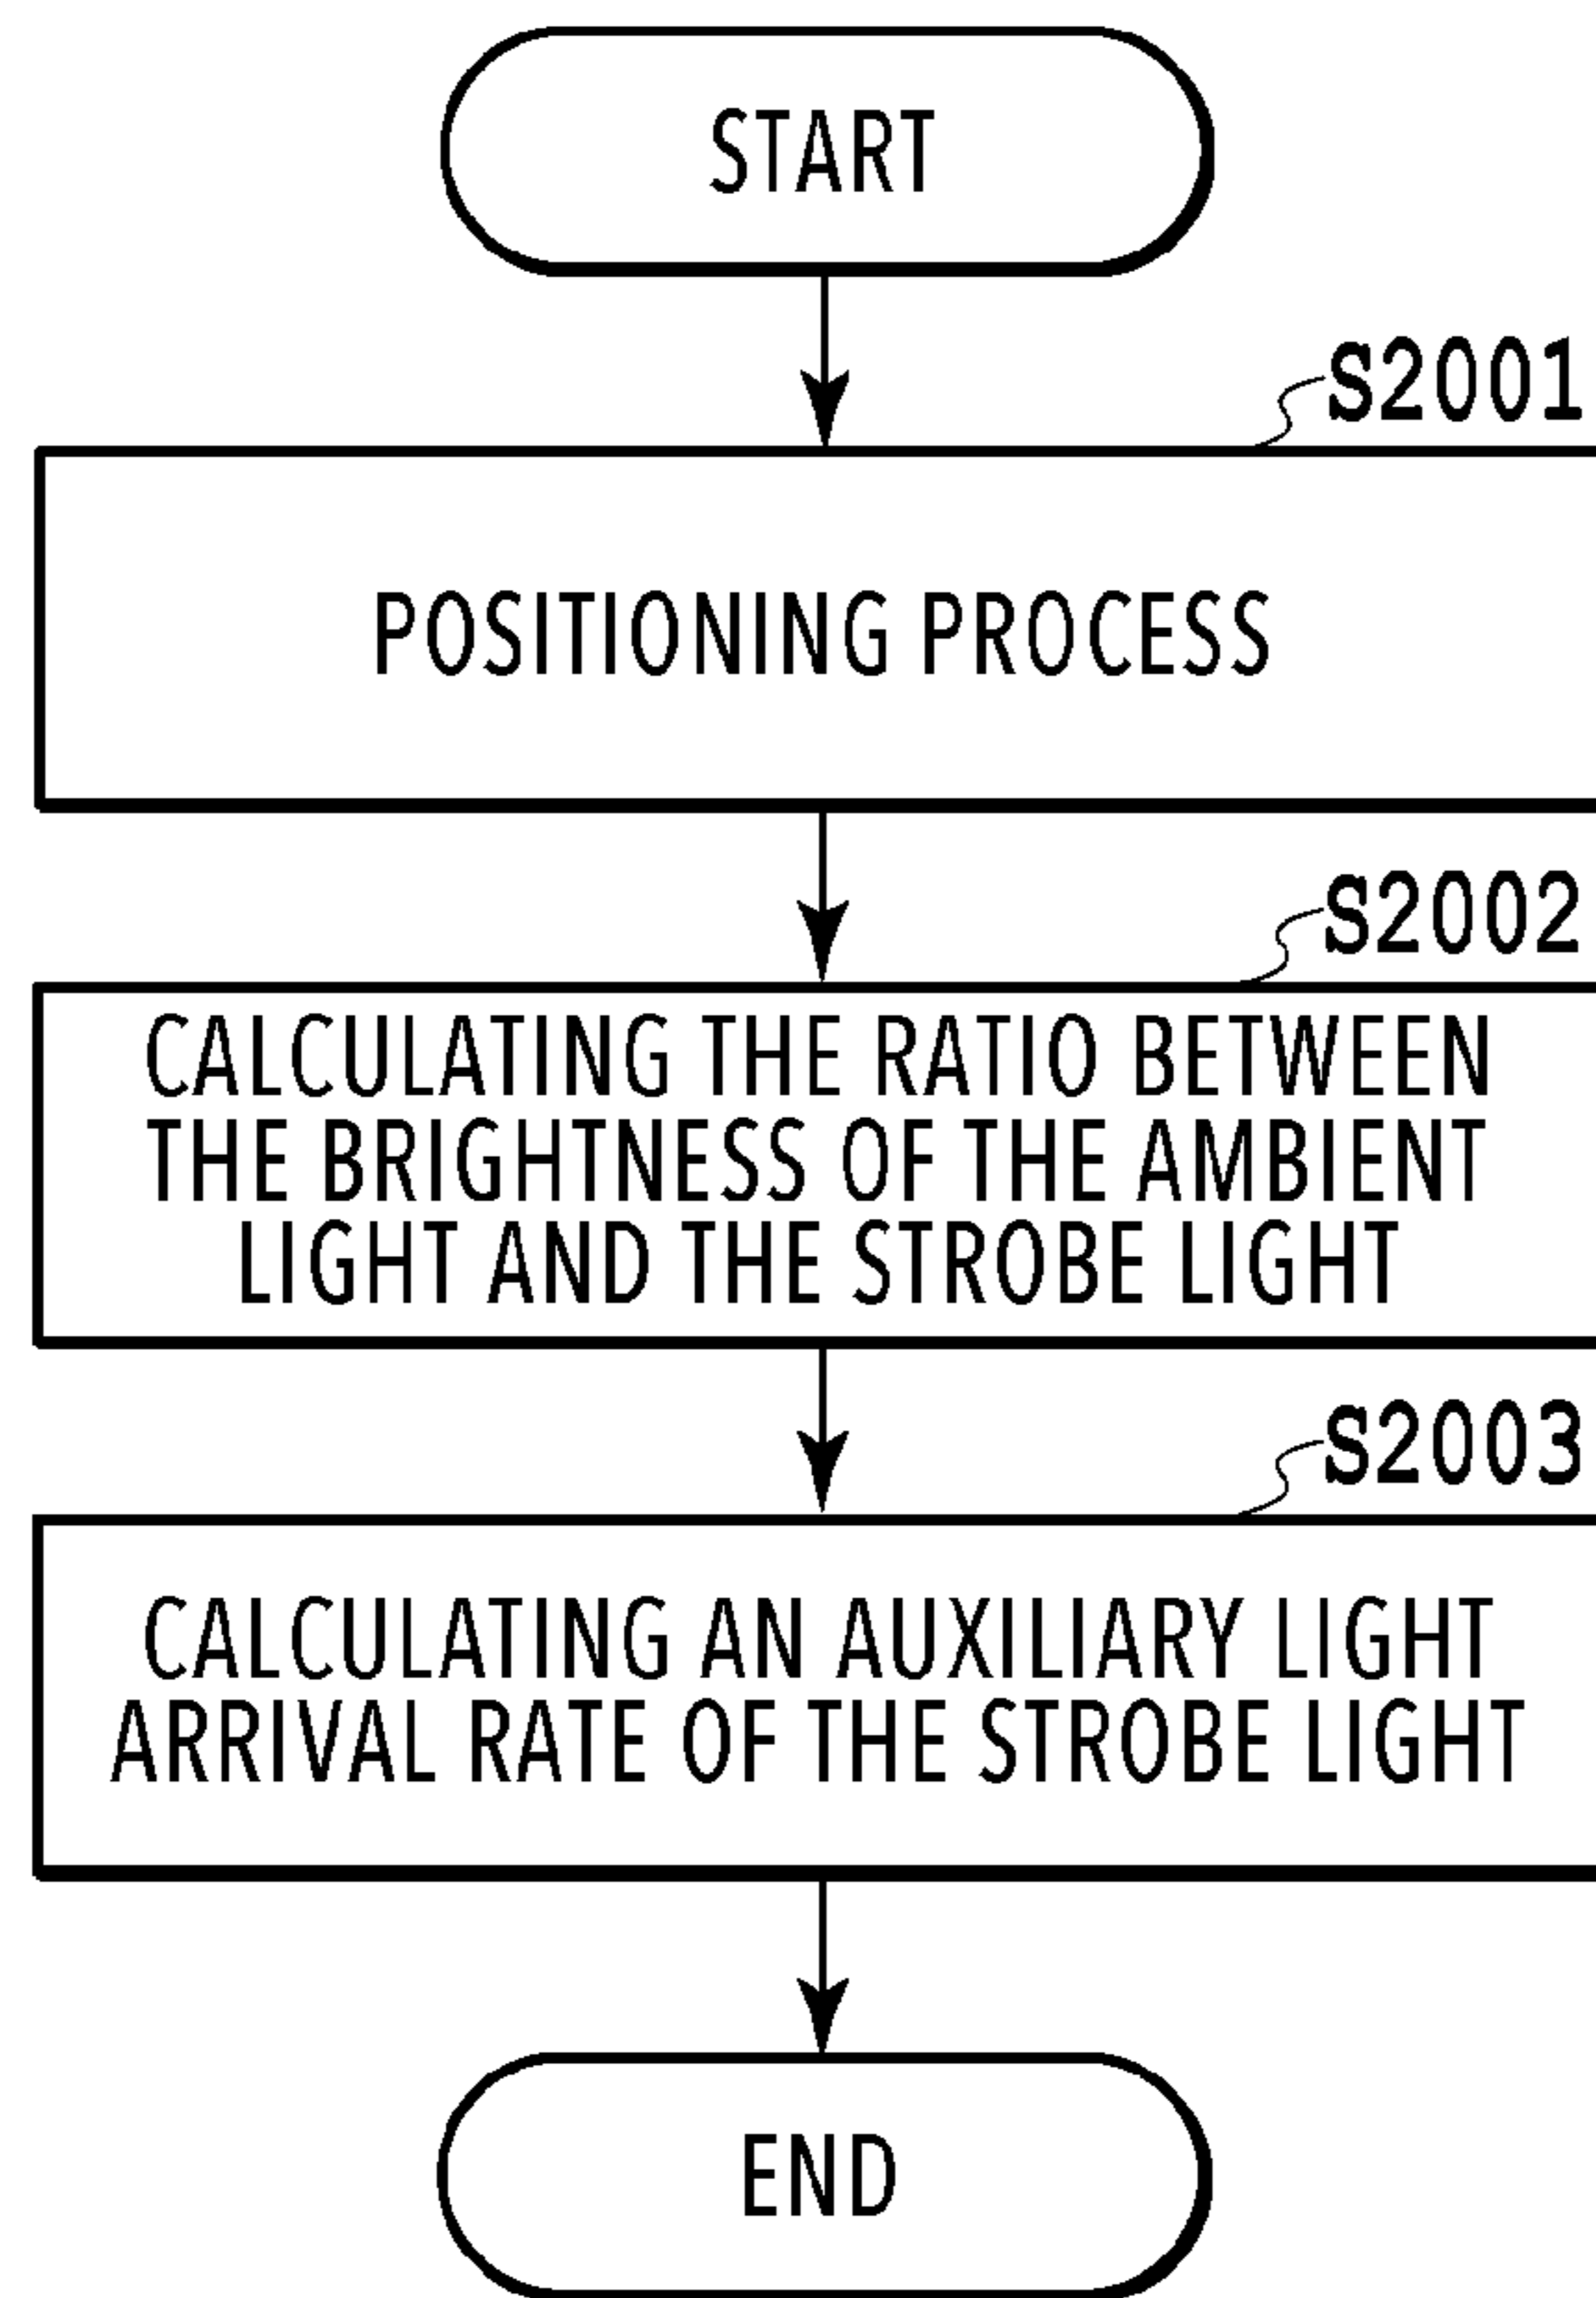 START
S2001
POSITIONING PROCESS
S2002
CALCULATING THE RATIO BETWEEN
THE BRIGHTNESS OF THE AMBIENT
LIGHT AND THE STROBE LIGHT
S2003
CALCULATING AN AUXILIARY LIGHT
ARRIVAL RATE OF THE STROBE LIGHT
END